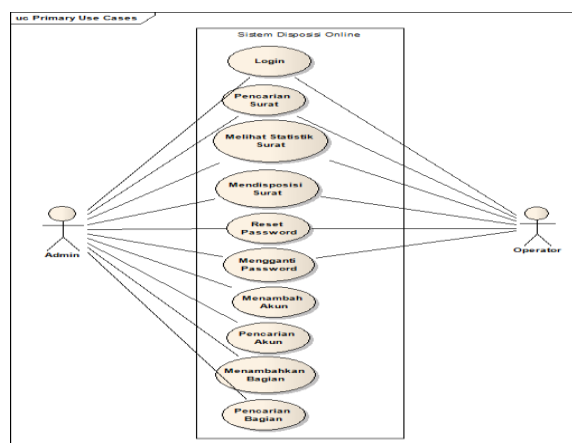 uc Primary Use Cases
Sistem Disposisi Online
Login
Pencarian
Surat
Melihat Statistik
Surat
Mendisposisi
Surat
Reset
Password
Mengganti
Password
Menambah
Akun
Pencarian
Akun
Menambahkan
Bagian
Pencarian
Bagian
Admin
Operator